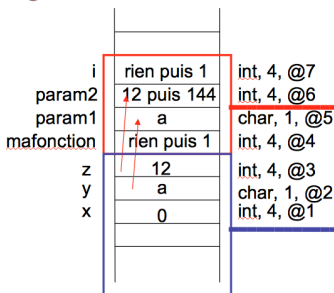 i rien puis 1 int, 4, @7
param2 12 puis 144 int, 4, @6
param1 a char, 1, @5
mafonction rien puis 1 int, 4, @4
z 12 int, 4, @3
y a char, 1, @2
x 0 int, 4, @1